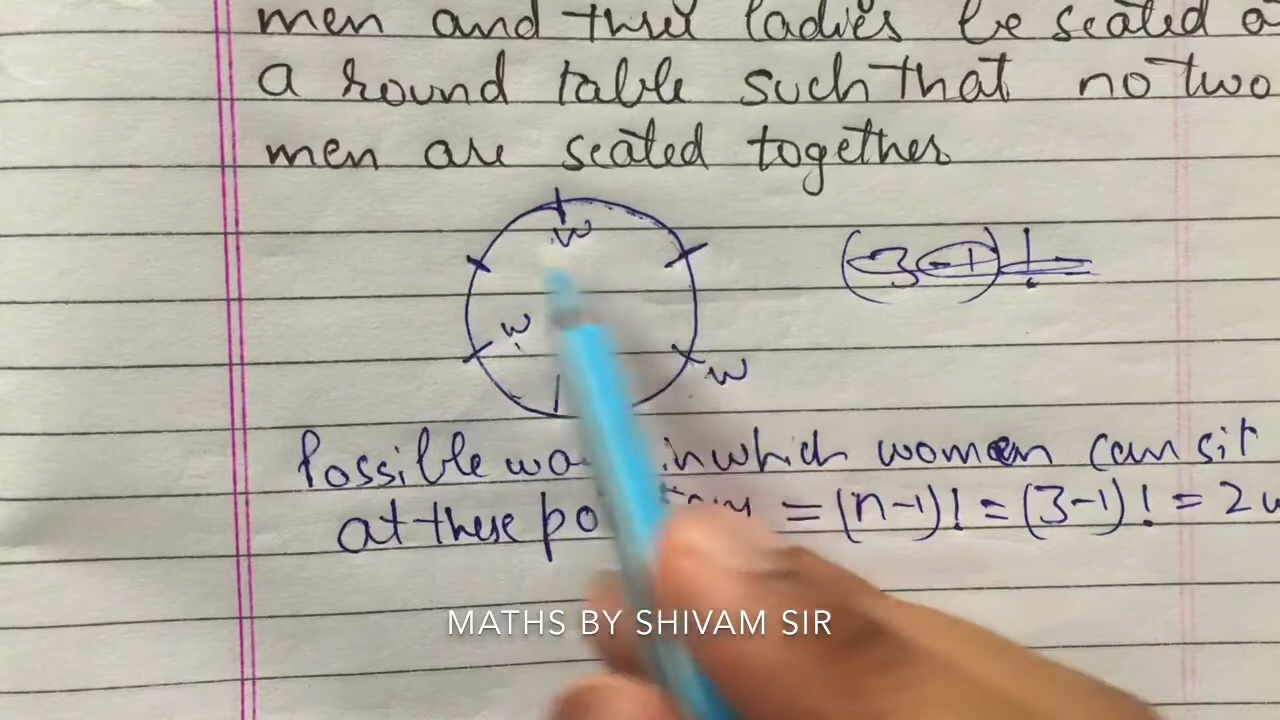 men and three ladies be seated a
a round table such that no two
men are seated together
W
(3-1)!
W
W
Possible wa in which women can sit
at these po = (n-1)! = (3-1)! = 2 w
MATHS BY SHIVAM SIR